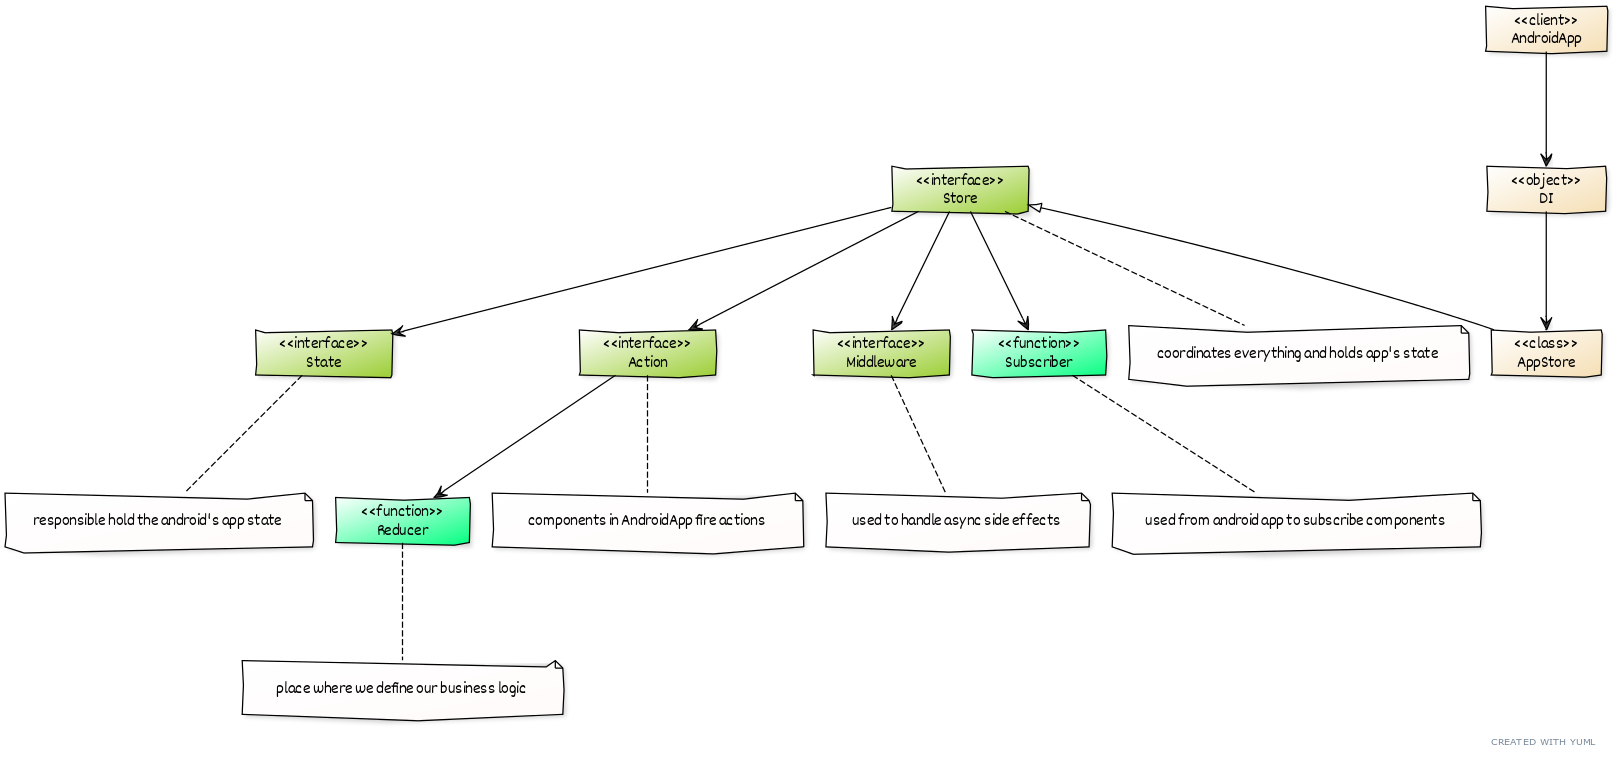 <<client>>
AndroidApp
<<interface>>
Store
<<object>>
DI
<<interface>>
State
<<interface>>
Action
<<interface>>
Middleware
<<function>>
Subscriber
coordinates everything and holds app's state
<<class>>
AppStore
responsible hold the android's app state
<<function>>
Reducer
components in AndroidApp fire actions
used to handle async side effects
used from android app to subscribe components
place where we define our business logic
CREATED WITH YUML